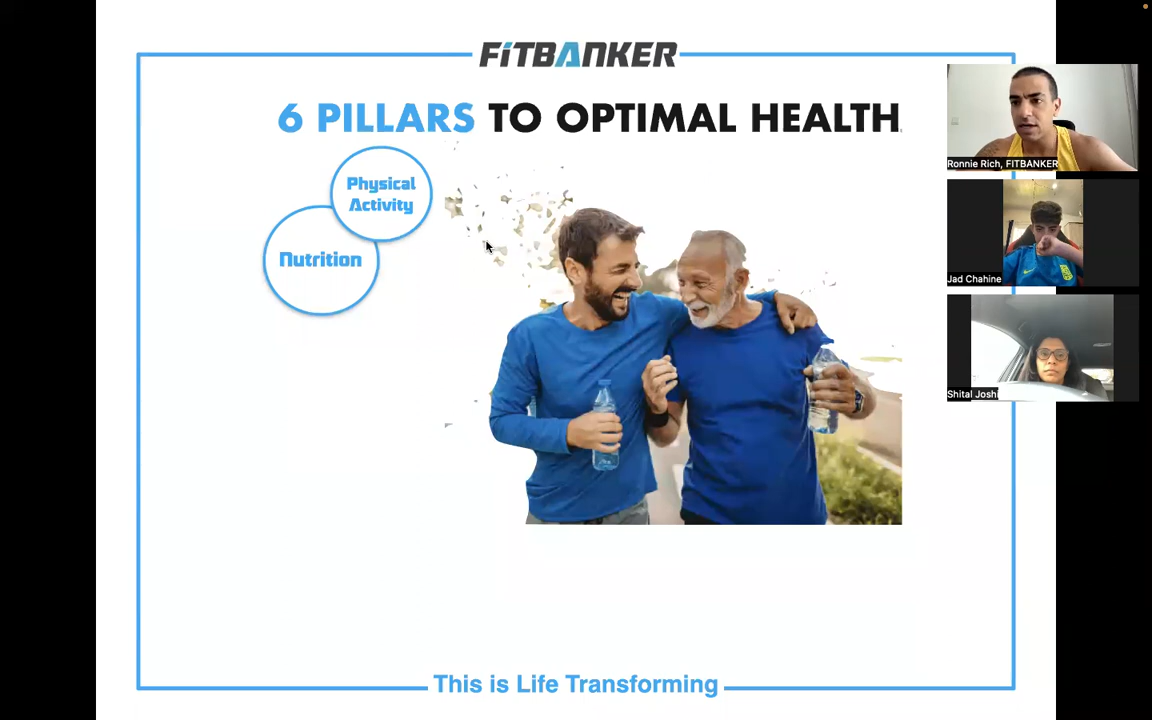 FiTBANKER
6 PILLARS TO OPTIMAL HEALTH
Physical
Activity
Nutrition
This is Life Transforming
Ronnie Rich, FITBANKER
Jad Chahine
Shital Joshi